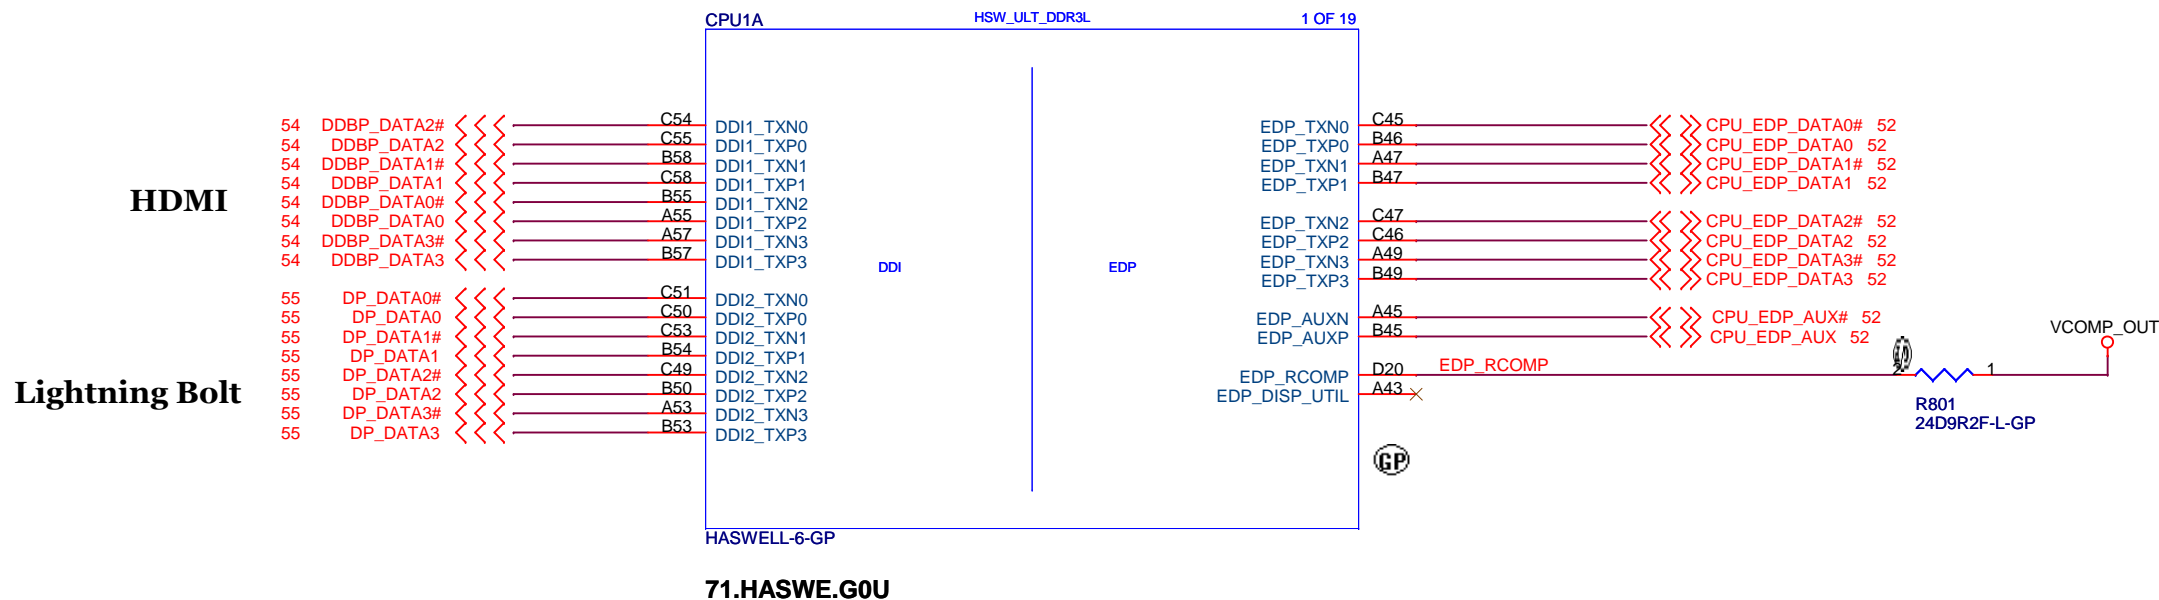 CPU1A HSW_ULT_DDR3L 1 OF 19
54 DDBP_DATA2# C54 DDI1_TXN0 EDP_TXN0 C45 CPU_EDP_DATA0# 52
54 DDBP_DATA2 C55 DDI1_TXP0 EDP_TXP0 B46 CPU_EDP_DATA0 52
54 DDBP_DATA1# B58 DDI1_TXN1 EDP_TXN1 A47 CPU_EDP_DATA1# 52
54 DDBP_DATA1 C58 DDI1_TXP1 EDP_TXP1 B47 CPU_EDP_DATA1 52
HDMI
54 DDBP_DATA0# B55 DDI1_TXN2
54 DDBP_DATA0 A55 DDI1_TXP2 EDP_TXN2 C47 CPU_EDP_DATA2# 52
54 DDBP_DATA3# A57 DDI1_TXN3 EDP_TXP2 C46 CPU_EDP_DATA2 52
54 DDBP_DATA3 B57 DDI1_TXP3 EDP_TXN3 A49 CPU_EDP_DATA3# 52
DDI EDP
EDP_TXP3 B49 CPU_EDP_DATA3 52
55 DP_DATA0# C51 DDI2_TXN0
55 DP_DATA0 C50 DDI2_TXP0 EDP_AUXN A45 CPU_EDP_AUX# 52
55 DP_DATA1# C53 DDI2_TXN1 EDP_AUXP B45 CPU_EDP_AUX 52
VCOMP_OUT
55 DP_DATA1 B54 DDI2_TXP1
55 DP_DATA2# C49 DDI2_TXN2 EDP_RCOMP D20 EDP_RCOMP 2 1
Lightning Bolt
55 DP_DATA2 B50 DDI2_TXP2 EDP_DISP_UTIL A43
55 DP_DATA3# A53 DDI2_TXN3 R801
55 DP_DATA3 B53 DDI2_TXP3 24D9R2F-L-GP
GP
HASWELL-6-GP
71.HASWE.G0U